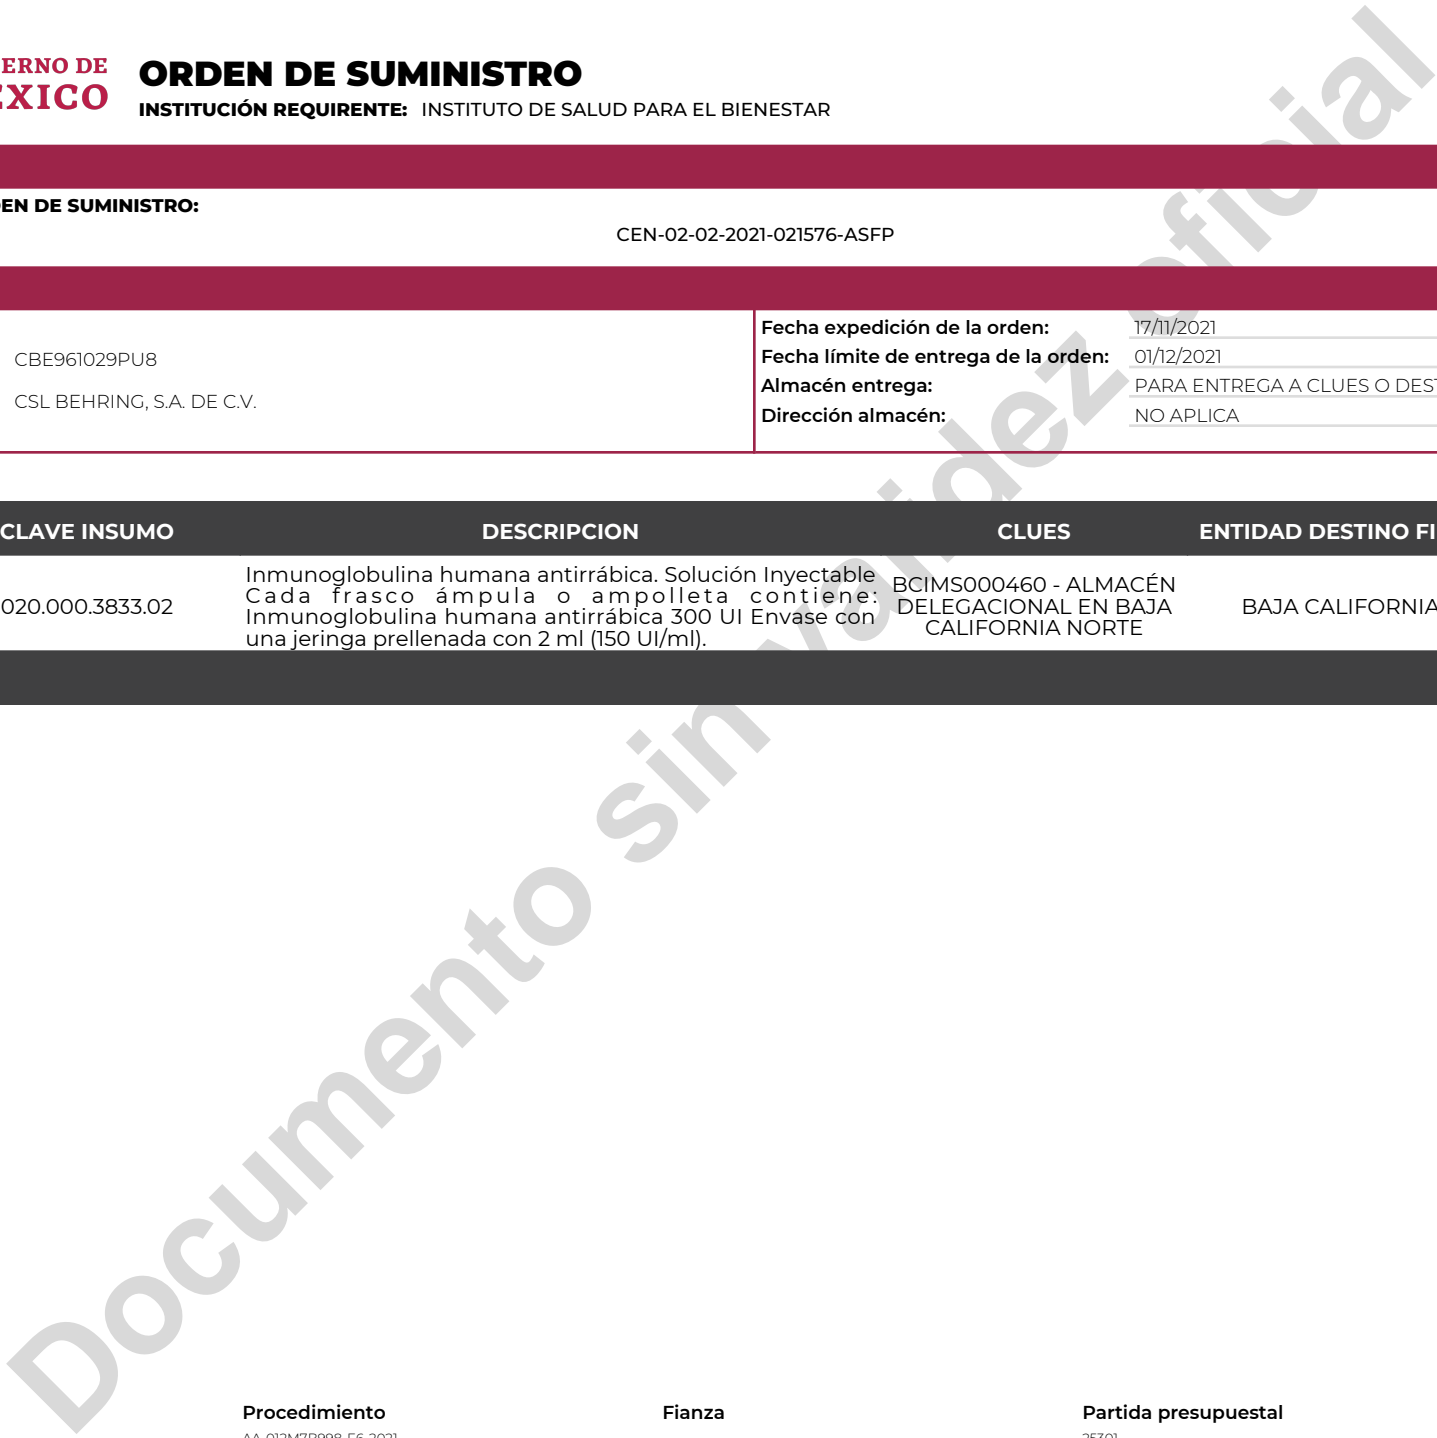 ERNO DE
ÉXICO
ORDEN DE SUMINISTRO
INSTITUCIÓN REQUIRENTE: INSTITUTO DE SALUD PARA EL BIENESTAR
EN DE SUMINISTRO:
CEN-02-02-2021-021576-ASFP
CBE961029PU8
CSL BEHRING, S.A. DE C.V.
Fecha expedición de la orden: 17/11/2021
Fecha límite de entrega de la orden: 01/12/2021
Almacén entrega: PARA ENTREGA A CLUES O DEST
Dirección almacén: NO APLICA
CLAVE INSUMO DESCRIPCION CLUES ENTIDAD DESTINO FI
020.000.3833.02
Inmunoglobulina humana antirrábica. Solución Inyectable
Cada frasco ámpula o ampolleta contiene:
Inmunoglobulina humana antirrábica 300 UI Envase con
una jeringa prellenada con 2 ml (150 UI/ml).
BCIMS000460 - ALMACÉN
DELEGACIONAL EN BAJA
CALIFORNIA NORTE
BAJA CALIFORNIA
Documento sin validez oficial
Procedimiento Fianza Partida presupuestal